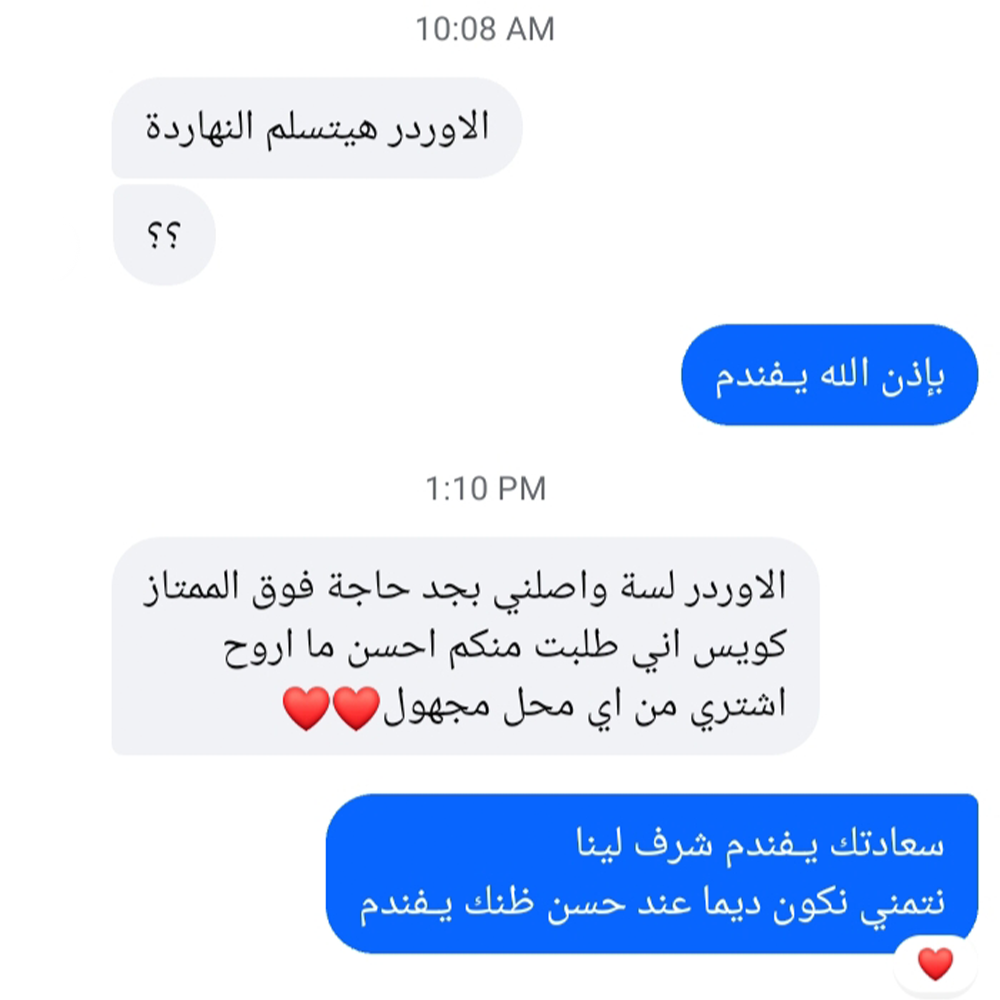 10:08 AM
الاوردر هيتسلم النهاردة
؟؟
بإذن الله يـفندم
1:10 PM
الاوردر لسة واصلني بجد حاجة فوق الممتاز
كويس اني طلبت منكم احسن ما اروح
اشتري من اي محل مجهول❤️❤️
سعادتك يـفندم شرف لينا
نتمني نكون ديما عند حسن ظنك يـفندم
❤️